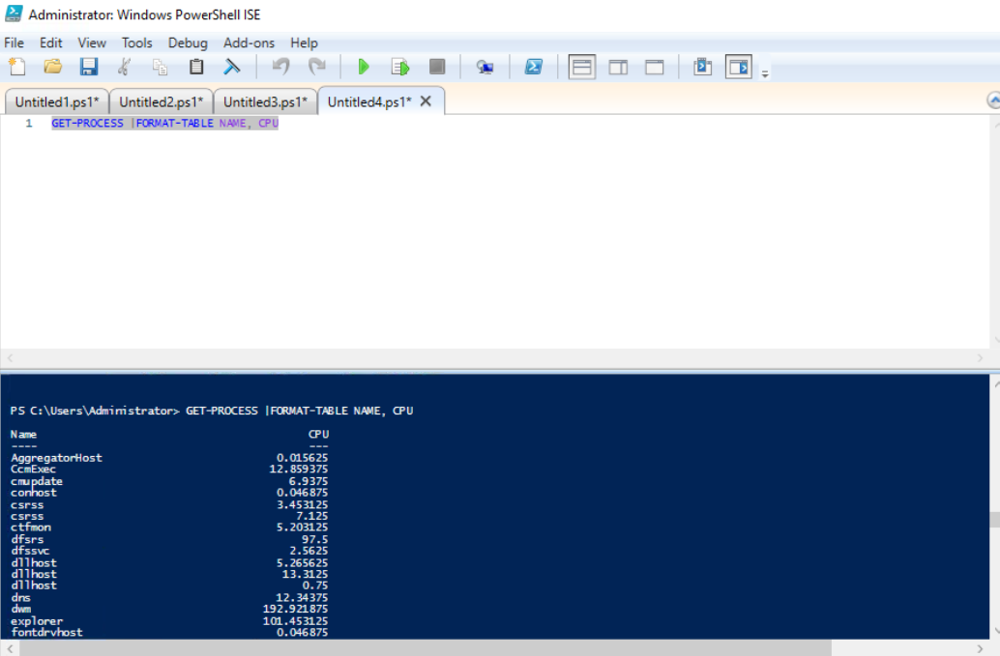 Administrator: Windows PowerShell ISE
File Edit View Tools Debug Add-ons Help
Untitled1.ps1* Untitled2.ps1* Untitled3.ps1* Untitled4.ps1* X
1 GET-PROCESS |FORMAT-TABLE NAME, CPU
PS C:\Users\Administrator> GET-PROCESS |FORMAT-TABLE NAME, CPU
Name CPU
---- ---
AggregatorHost 0.015625
CcmExec 12.859375
cmupdate 6.9375
conhost 0.046875
csrss 3.453125
csrss 7.125
ctfmon 5.203125
dfsrs 97.5
dfssvc 2.5625
dllhost 5.265625
dllhost 13.3125
dllhost 0.75
dns 12.34375
dwm 192.921875
explorer 101.453125
fontdrvhost 0.046875